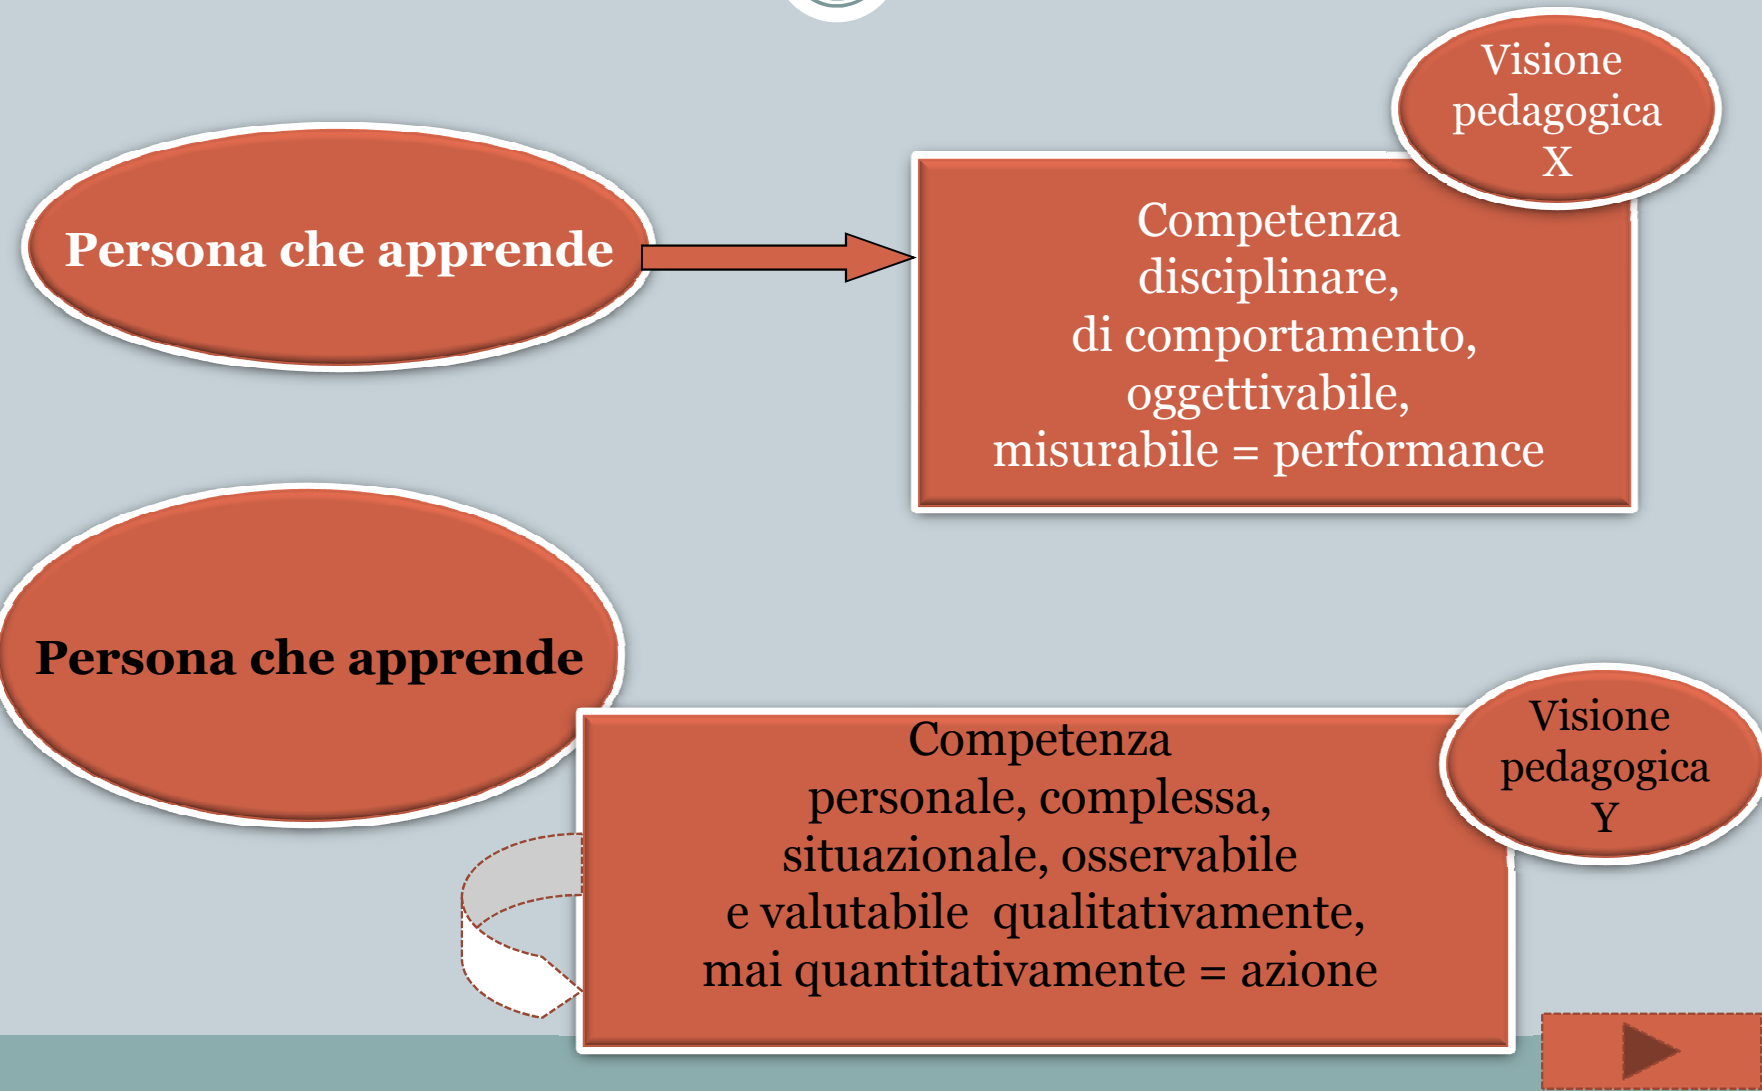 Visione
pedagogica
X
Persona che apprende
Competenza
disciplinare,
di comportamento,
oggettivabile,
misurabile = performance
Persona che apprende
Visione
pedagogica
Y
Competenza
personale, complessa,
situazionale, osservabile
e valutabile  qualitativamente,
mai quantitativamente = azione